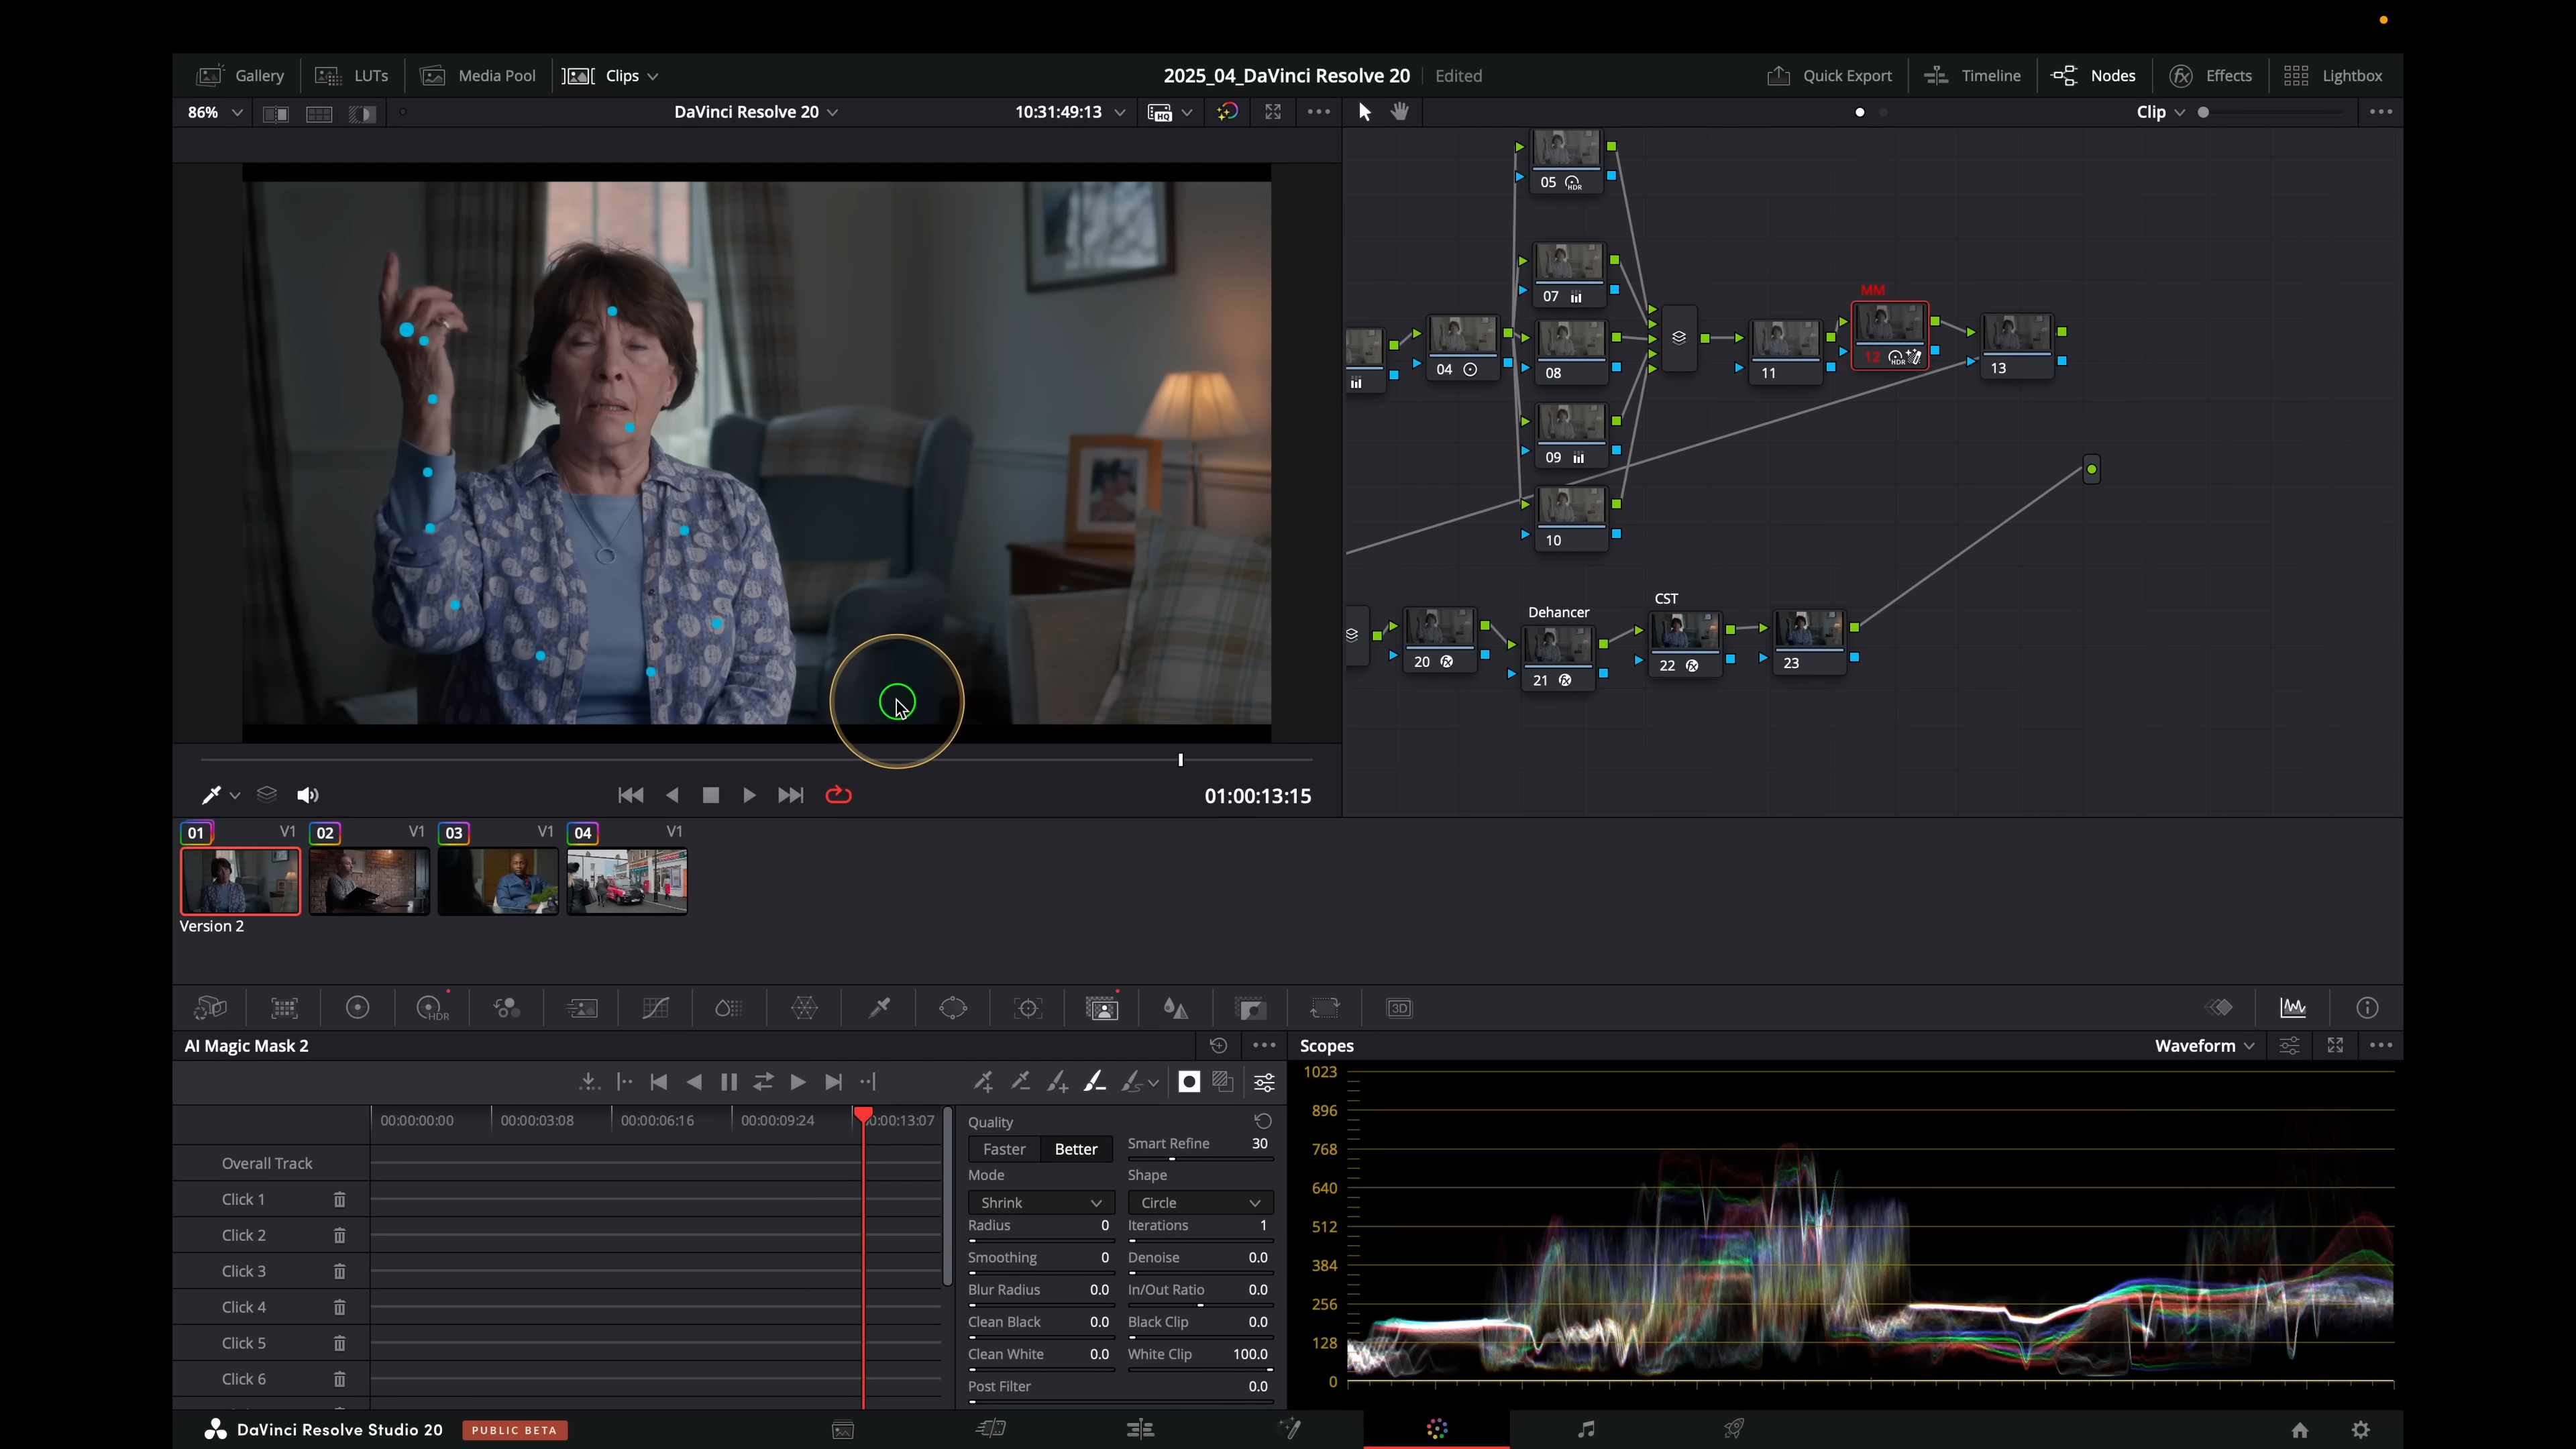 Gallery LUTs Media Pool Clips 2025_04_DaVinci Resolve 20 Edited Quick Export Timeline Nodes Effects Lightbox
86% DaVinci Resolve 20 10:31:49:13 HQ Clip
05 HDR
07
MM
04 08 11 12 HDR 13
09
10
Dehancer CST
20 21 22 23
01:00:13:15
01 V1 02 V1 03 V1 04 V1
Version 2
HDR 3D
AI Magic Mask 2
Scopes Waveform
00:00:00:00 00:00:03:08 00:00:06:16 00:00:09:24 00:00:13:07
Overall Track
Click 1
Click 2
Click 3
Click 4
Click 5
Click 6
Quality
Faster Better Smart Refine 30
Mode Shape
Shrink Circle
Radius 0 Iterations 1
Smoothing 0 Denoise 0.0
Blur Radius 0.0 In/Out Ratio 0.0
Clean Black 0.0 Black Clip 0.0
Clean White 0.0 White Clip 100.0
Post Filter 0.0
1023
896
768
640
512
384
256
128
0
DaVinci Resolve Studio 20 PUBLIC BETA